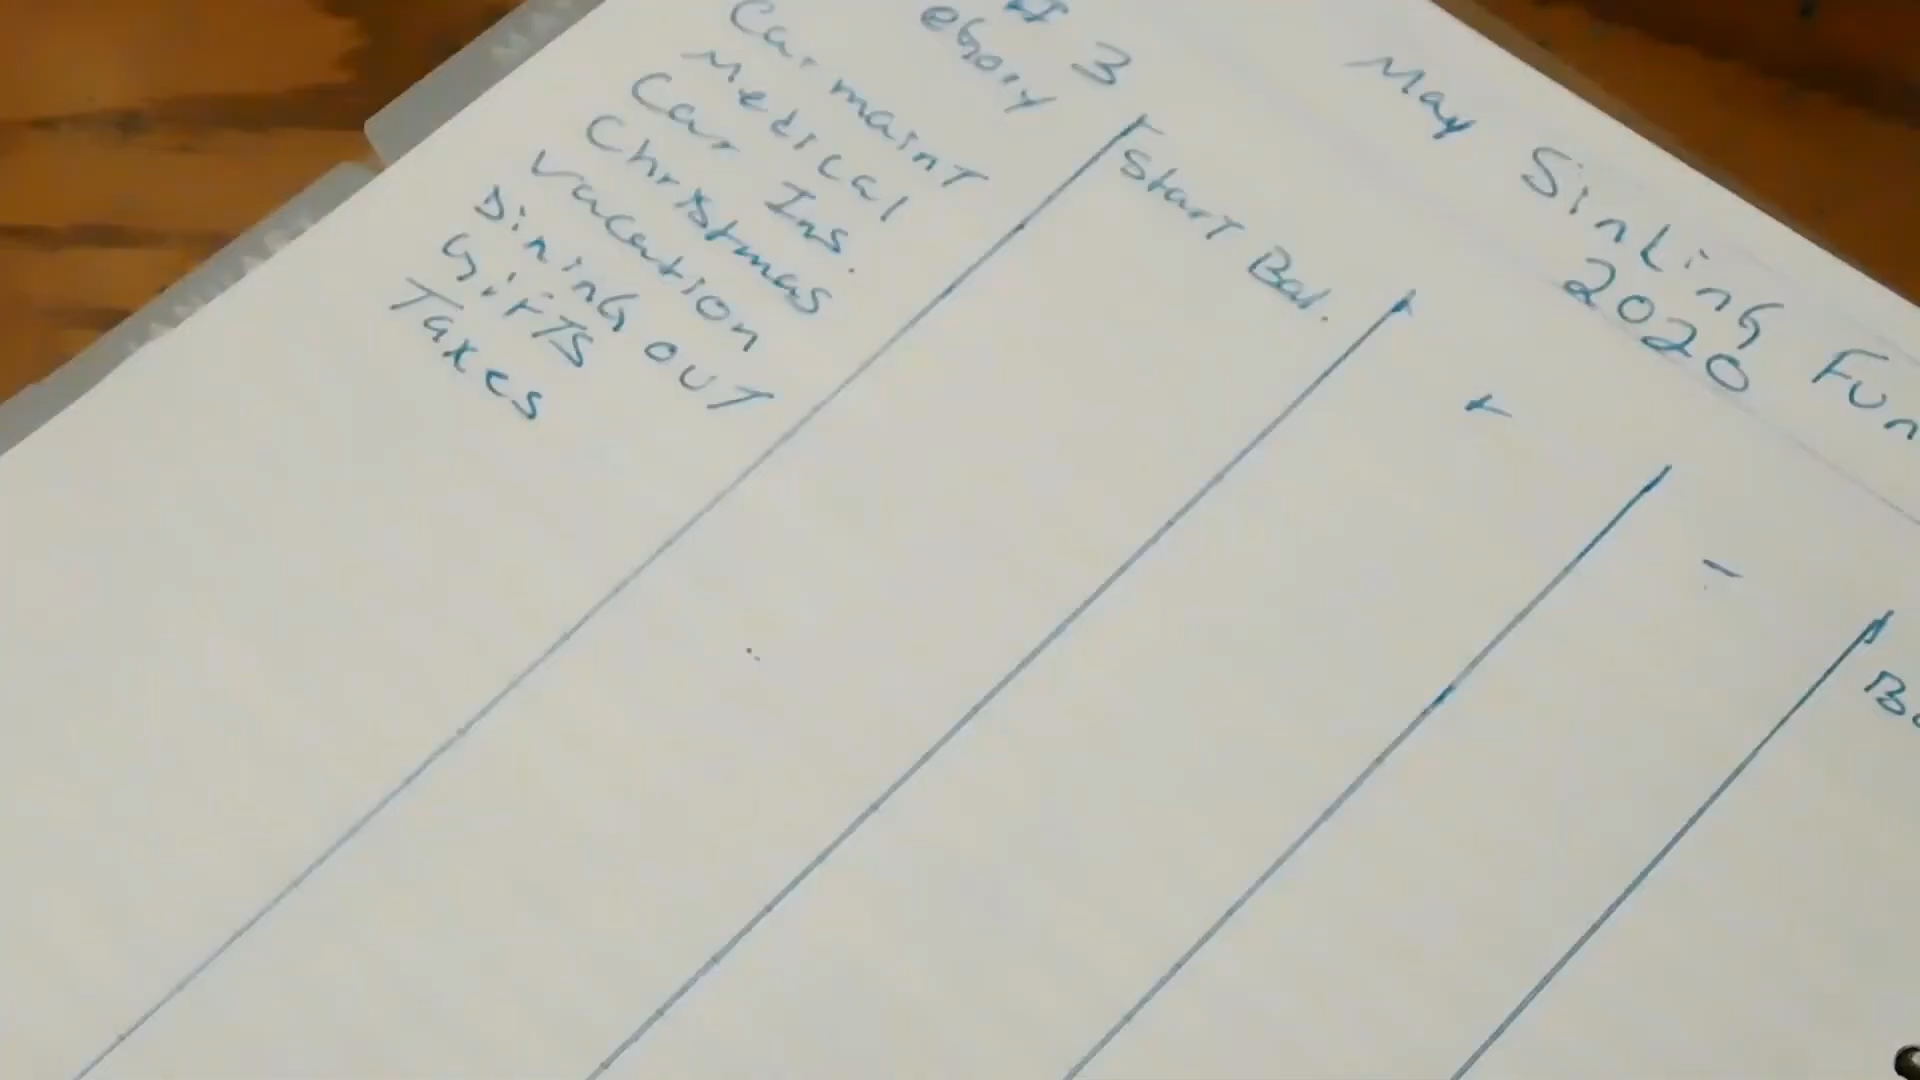 May Sinking Fun
2020
# 3
egory Start Bal. + - Ba
Car maint
Medical
Car Ins.
Christmas
Vacation
Dining out
Gifts
Taxes